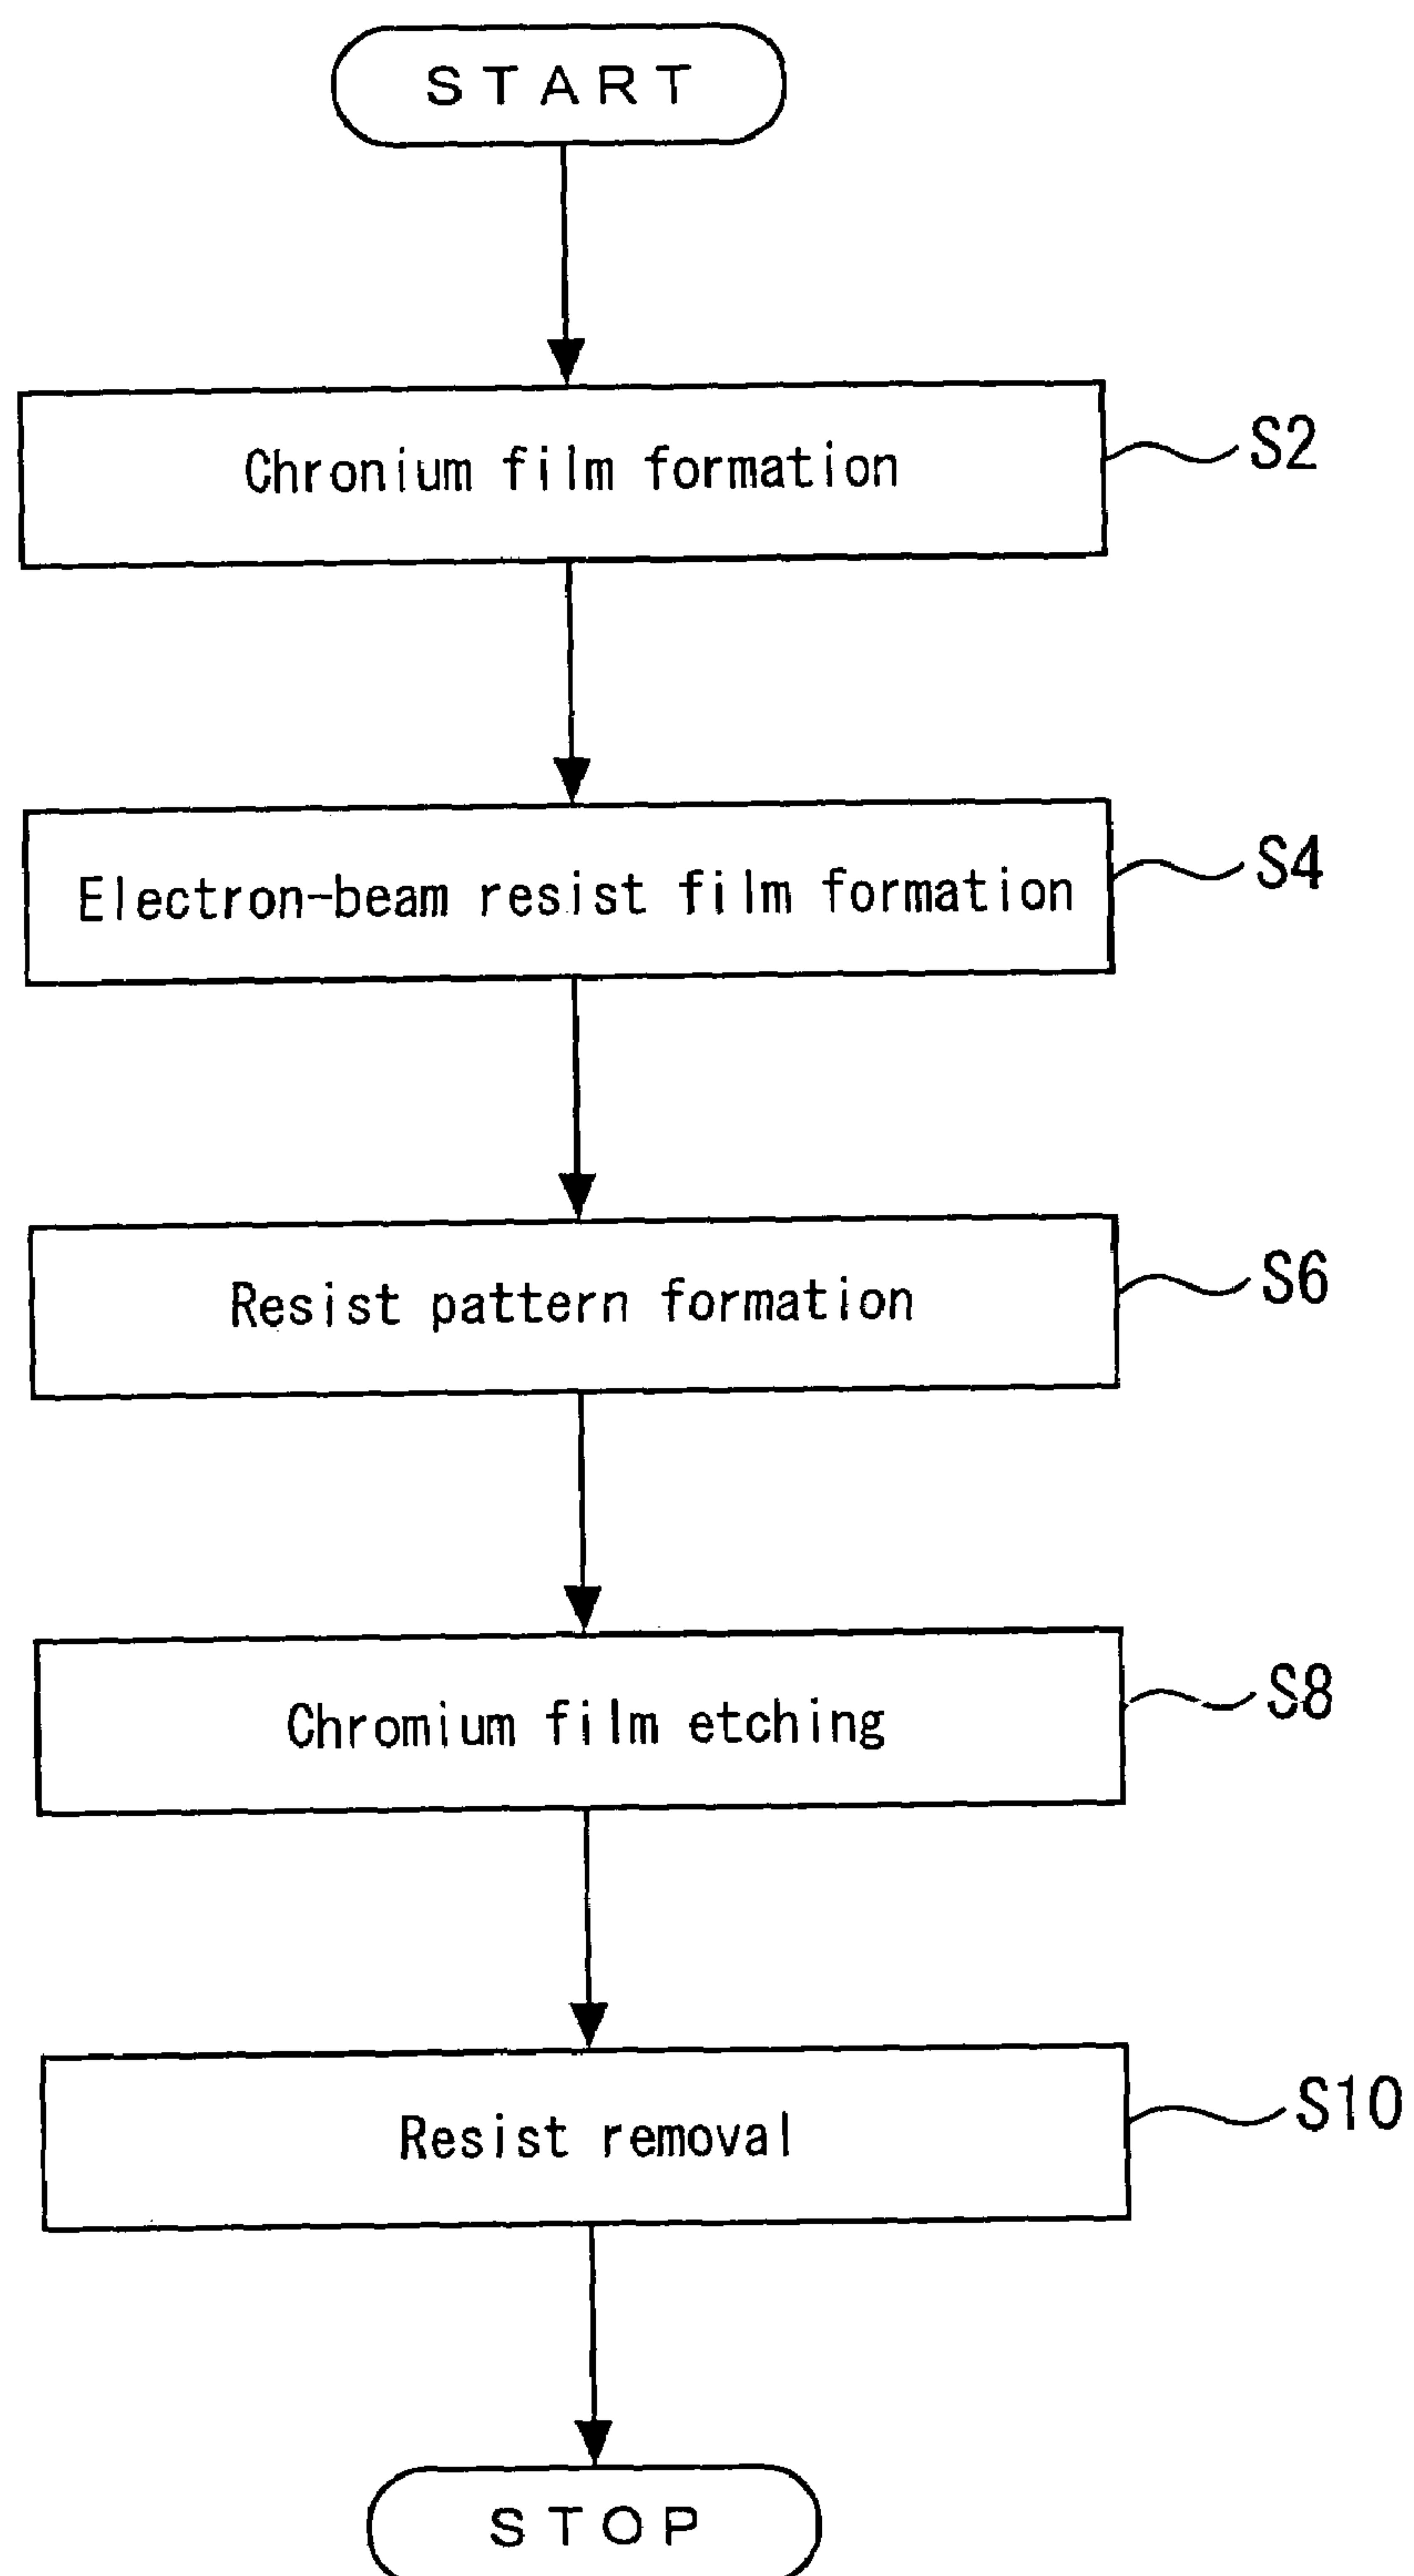 START
Chronium film formation
S2
Electron-beam resist film formation
S4
Resist pattern formation
S6
Chromium film etching
S8
Resist removal
S10
STOP